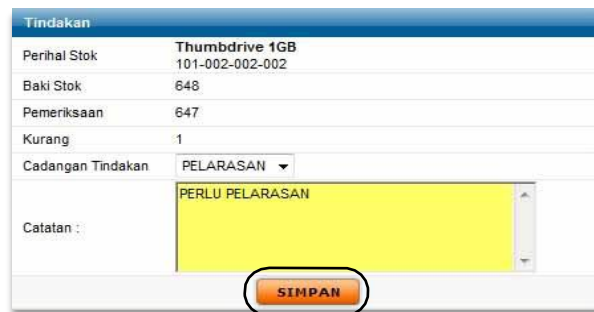 Tindakan
Perihal Stok
Thumbdrive 1GB
101-002-002-002
Baki Stok 648
Pemeriksaan 647
Kurang 1
Cadangan Tindakan PELARASAN
Catatan : PERLU PELARASAN
SIMPAN